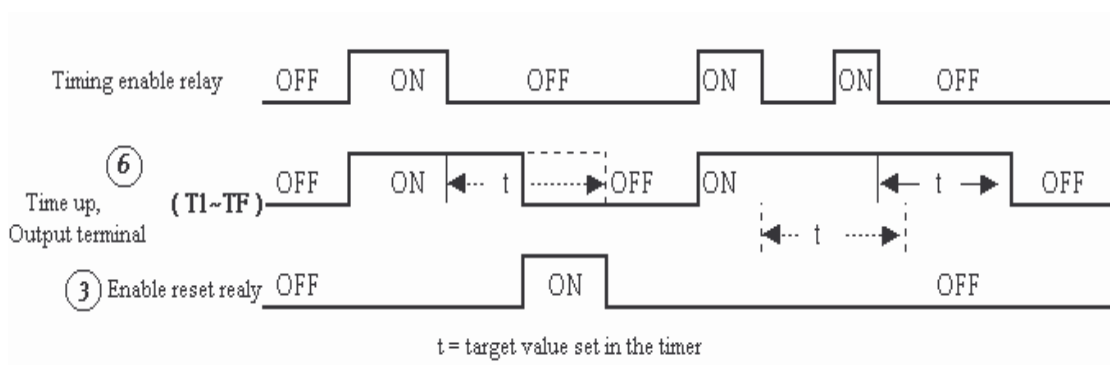 Timing enable relay OFF ON OFF ON ON OFF
6
Time up, ( T1~TF ) OFF ON t OFF ON t OFF
Output terminal t
3 Enable reset realy OFF ON OFF
t = target value set in the timer